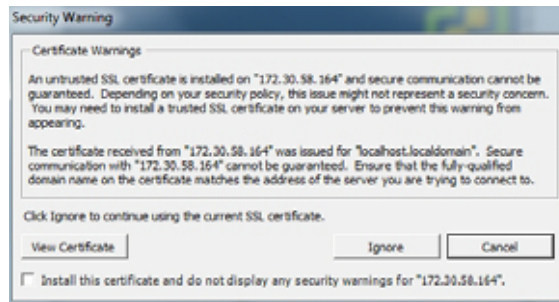 Security Warning
Certificate Warnings
An untrusted SSL certificate is installed on "172.30.58.164" and secure communication cannot be
guaranteed. Depending on your security policy, this issue might not represent a security concern.
You may need to install a trusted SSL certificate on your server to prevent this warning from
appearing.
The certificate received from "172.30.58.164" was issued for "localhost.localdomain". Secure
communication with "172.30.58.164" cannot be guaranteed. Ensure that the fully-qualified
domain name on the certificate matches the address of the server you are trying to connect to.
Click Ignore to continue using the current SSL certificate.
View Certificate
Ignore
Cancel
Install this certificate and do not display any security warnings for "172.30.58.164".